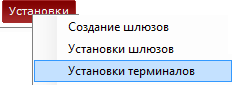 Установки
Создание шлюзов
Установки шлюзов
Установки терминалов